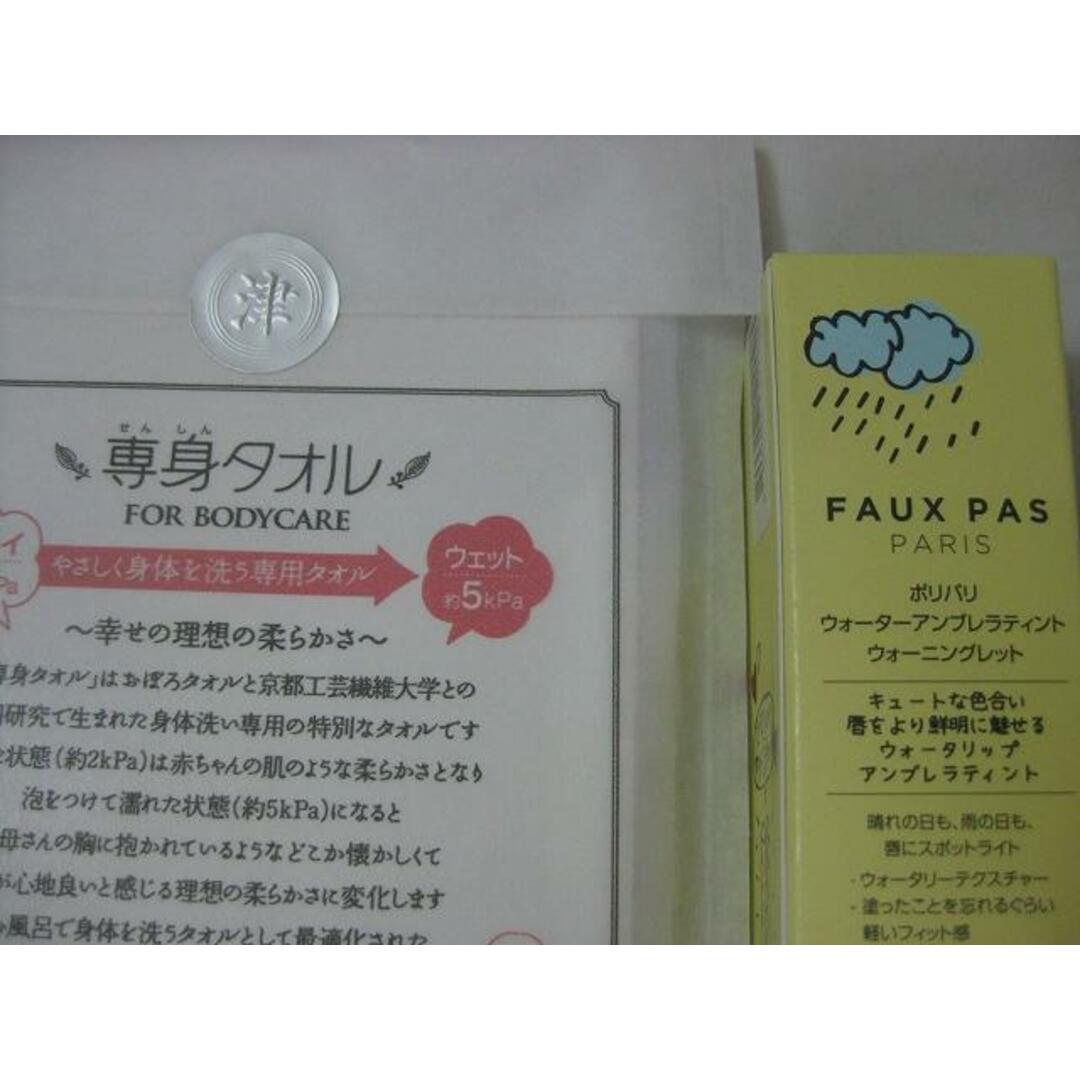 津
せんしん
専身タオル
FOR BODYCARE
イ
Pa
やさしく身体を洗う専用タオル
ウェット
約5kPa
〜幸せの理想の柔らかさ〜
専身タオル」はおぼろタオルと京都工芸繊維大学との
研究で生まれた身体洗い専用の特別なタオルです
状態(約2kPa)は赤ちゃんの肌のような柔らかさとなり
泡をつけて濡れた状態(約5kPa)になると
母さんの胸に抱かれているようなどこか懐かしくて
が心地良いと感じる理想の柔らかさに変化します
風呂で身体を洗うタオルとして最適化された
FAUX PAS
PARIS
ポリパリ
ウォーターアンブレラティント
ウォーニングレット
キュートな色合い
唇をより鮮明に魅せる
ウォータリップ
アンブレラティント
晴れの日も、雨の日も、
唇にスポットライト
・ウォータリーテクスチャー
・塗ったことを忘れるぐらい
軽いフィット感